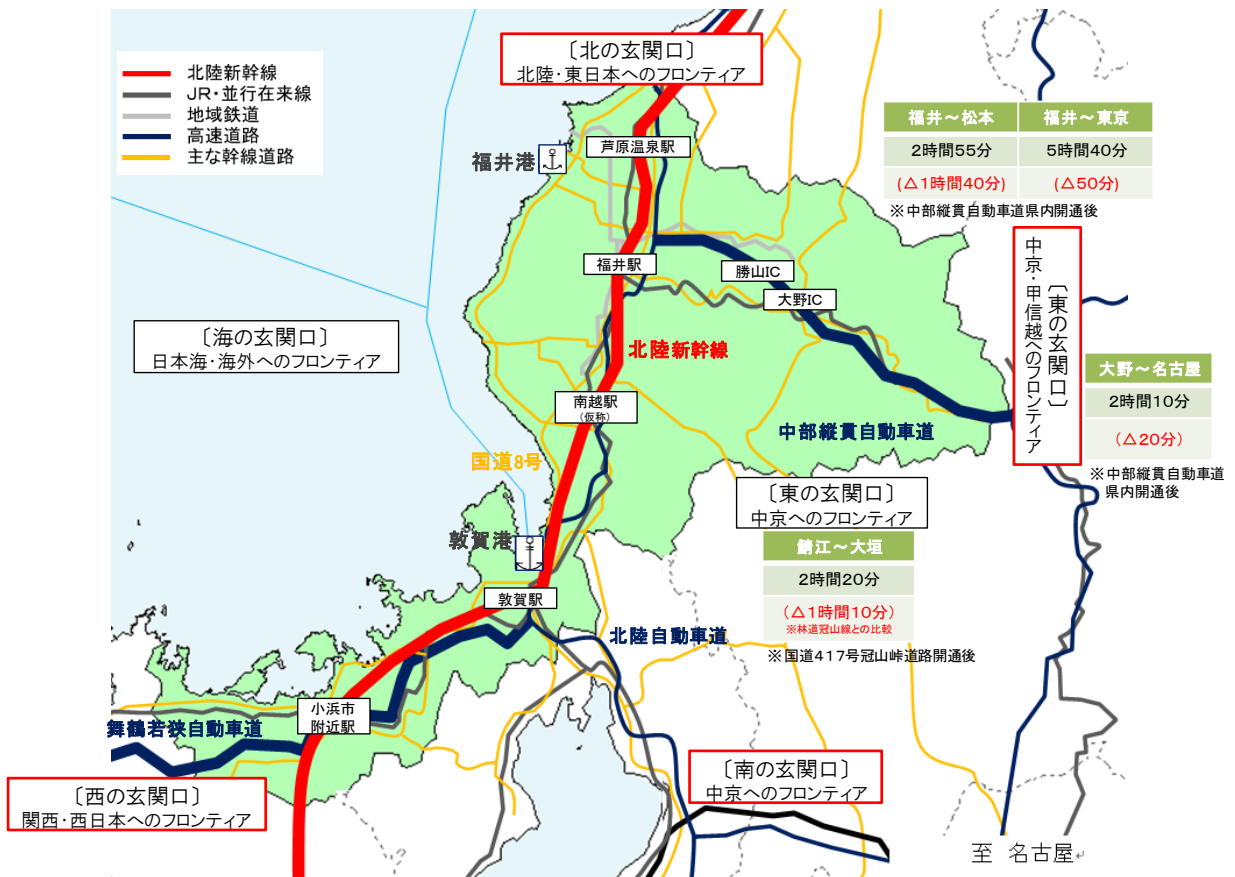 北陸新幹線
JR・並行在来線
地域鉄道
高速道路
主な幹線道路
〔北の玄関口〕
北陸・東日本へのフロンティア
芦原温泉駅
福井港
福井~松本
福井~東京
2時間55分
5時間40分
(△1時間40分)
(△50分)
※中部縦貫自動車道県内開通後
福井駅
勝山IC
大野IC
〔東の玄関口〕
中京・甲信越へのフロンティア
〔海の玄関口〕
日本海・海外へのフロンティア
北陸新幹線
大野~名古屋
2時間10分
(△20分)
※中部縦貫自動車道
県内開通後
南越駅
(仮称)
中部縦貫自動車道
国道8号
〔東の玄関口〕
中京へのフロンティア
敦賀港
鯖江~大垣
2時間20分
(△1時間10分)
※林道冠山線との比較
※国道417号冠山峠道路開通後
敦賀駅
北陸自動車道
小浜市
附近駅
舞鶴若狭自動車道
〔南の玄関口〕
中京へのフロンティア
〔西の玄関口〕
関西・西日本へのフロンティア
至 名古屋